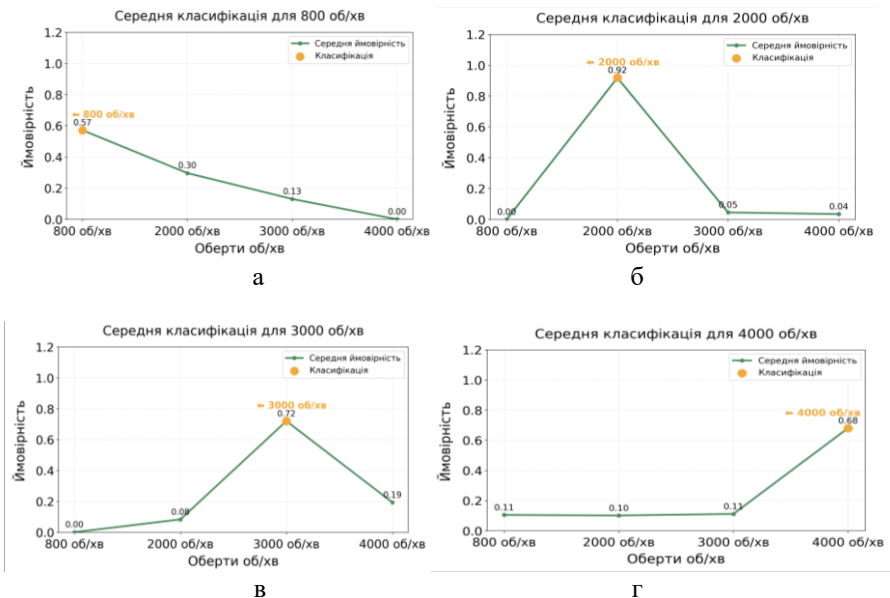 Середня класифікація для 800 об/хв
1.2
1.0
0.8
0.6
0.4
0.2
0.0
Ймовірність
Середня ймовірність
Класифікація
← 800 об/хв
0.57
0.30
0.13
0.00
800 об/хв 2000 об/хв 3000 об/хв 4000 об/хв
Оберти об/хв
а
Середня класифікація для 2000 об/хв
1.2
1.0
0.8
0.6
0.4
0.2
0.0
Ймовірність
Середня ймовірність
Класифікація
← 2000 об/хв
0.92
0.00
0.05
0.04
800 об/хв 2000 об/хв 3000 об/хв 4000 об/хв
Оберти об/хв
б
Середня класифікація для 3000 об/хв
1.2
1.0
0.8
0.6
0.4
0.2
0.0
Ймовірність
Середня ймовірність
Класифікація
← 3000 об/хв
0.72
0.00
0.08
0.19
800 об/хв 2000 об/хв 3000 об/хв 4000 об/хв
Оберти об/хв
в
Середня класифікація для 4000 об/хв
1.2
1.0
0.8
0.6
0.4
0.2
0.0
Ймовірність
Середня ймовірність
Класифікація
← 4000 об/хв
0.68
0.11
0.10
0.11
800 об/хв 2000 об/хв 3000 об/хв 4000 об/хв
Оберти об/хв
г